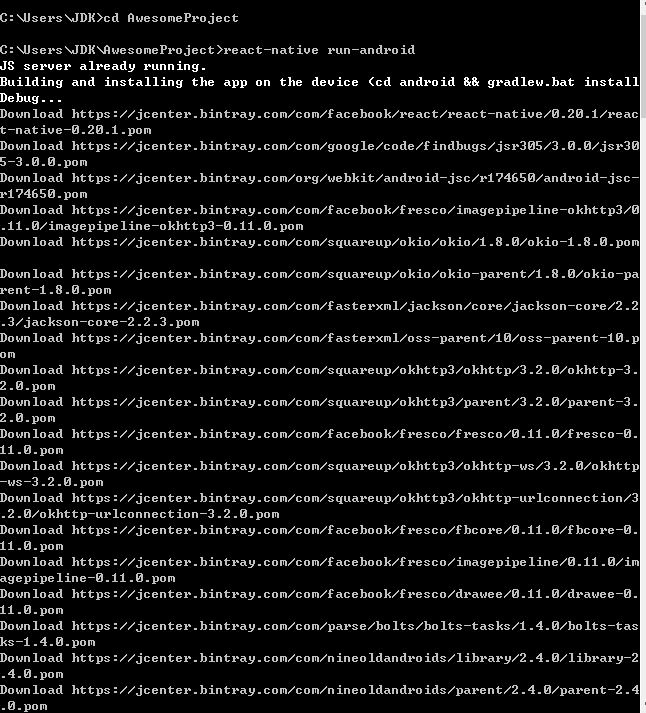 C:\Users\JDK>cd AwesomeProject
C:\Users\JDK\AwesomeProject>react-native run-android
JS server already running.
Building and installing the app on the device (cd android && gradlew.bat install
Debug...
Download https://jcenter.bintray.com/com/facebook/react/react-native/0.20.1/reac
t-native-0.20.1.pom
Download https://jcenter.bintray.com/com/google/code/findbugs/jsr305/3.0.0/jsr30
5-3.0.0.pom
Download https://jcenter.bintray.com/org/webkit/android-jsc/r174650/android-jsc-
r174650.pom
Download https://jcenter.bintray.com/com/facebook/fresco/imagepipeline-okhttp3/0
.11.0/imagepipeline-okhttp3-0.11.0.pom
Download https://jcenter.bintray.com/com/squareup/okio/okio/1.8.0/okio-1.8.0.pom
Download https://jcenter.bintray.com/com/squareup/okio/okio-parent/1.8.0/okio-pa
rent-1.8.0.pom
Download https://jcenter.bintray.com/com/fasterxml/jackson/core/jackson-core/2.2
.3/jackson-core-2.2.3.pom
Download https://jcenter.bintray.com/com/fasterxml/oss-parent/10/oss-parent-10.p
om
Download https://jcenter.bintray.com/com/squareup/okhttp3/okhttp/3.2.0/okhttp-3.
2.0.pom
Download https://jcenter.bintray.com/com/squareup/okhttp3/parent/3.2.0/parent-3.
2.0.pom
Download https://jcenter.bintray.com/com/facebook/fresco/fresco/0.11.0/fresco-0.
11.0.pom
Download https://jcenter.bintray.com/com/squareup/okhttp3/okhttp-ws/3.2.0/okhttp
-ws-3.2.0.pom
Download https://jcenter.bintray.com/com/squareup/okhttp3/okhttp-urlconnection/3
.2.0/okhttp-urlconnection-3.2.0.pom
Download https://jcenter.bintray.com/com/facebook/fresco/fbcore/0.11.0/fbcore-0.
11.0.pom
Download https://jcenter.bintray.com/com/facebook/fresco/imagepipeline/0.11.0/im
agepipeline-0.11.0.pom
Download https://jcenter.bintray.com/com/facebook/fresco/drawee/0.11.0/drawee-0.
11.0.pom
Download https://jcenter.bintray.com/com/parse/bolts/bolts-tasks/1.4.0/bolts-tas
ks-1.4.0.pom
Download https://jcenter.bintray.com/com/nineoldandroids/library/2.4.0/library-2
.4.0.pom
Download https://jcenter.bintray.com/com/nineoldandroids/parent/2.4.0/parent-2.4
.0.pom